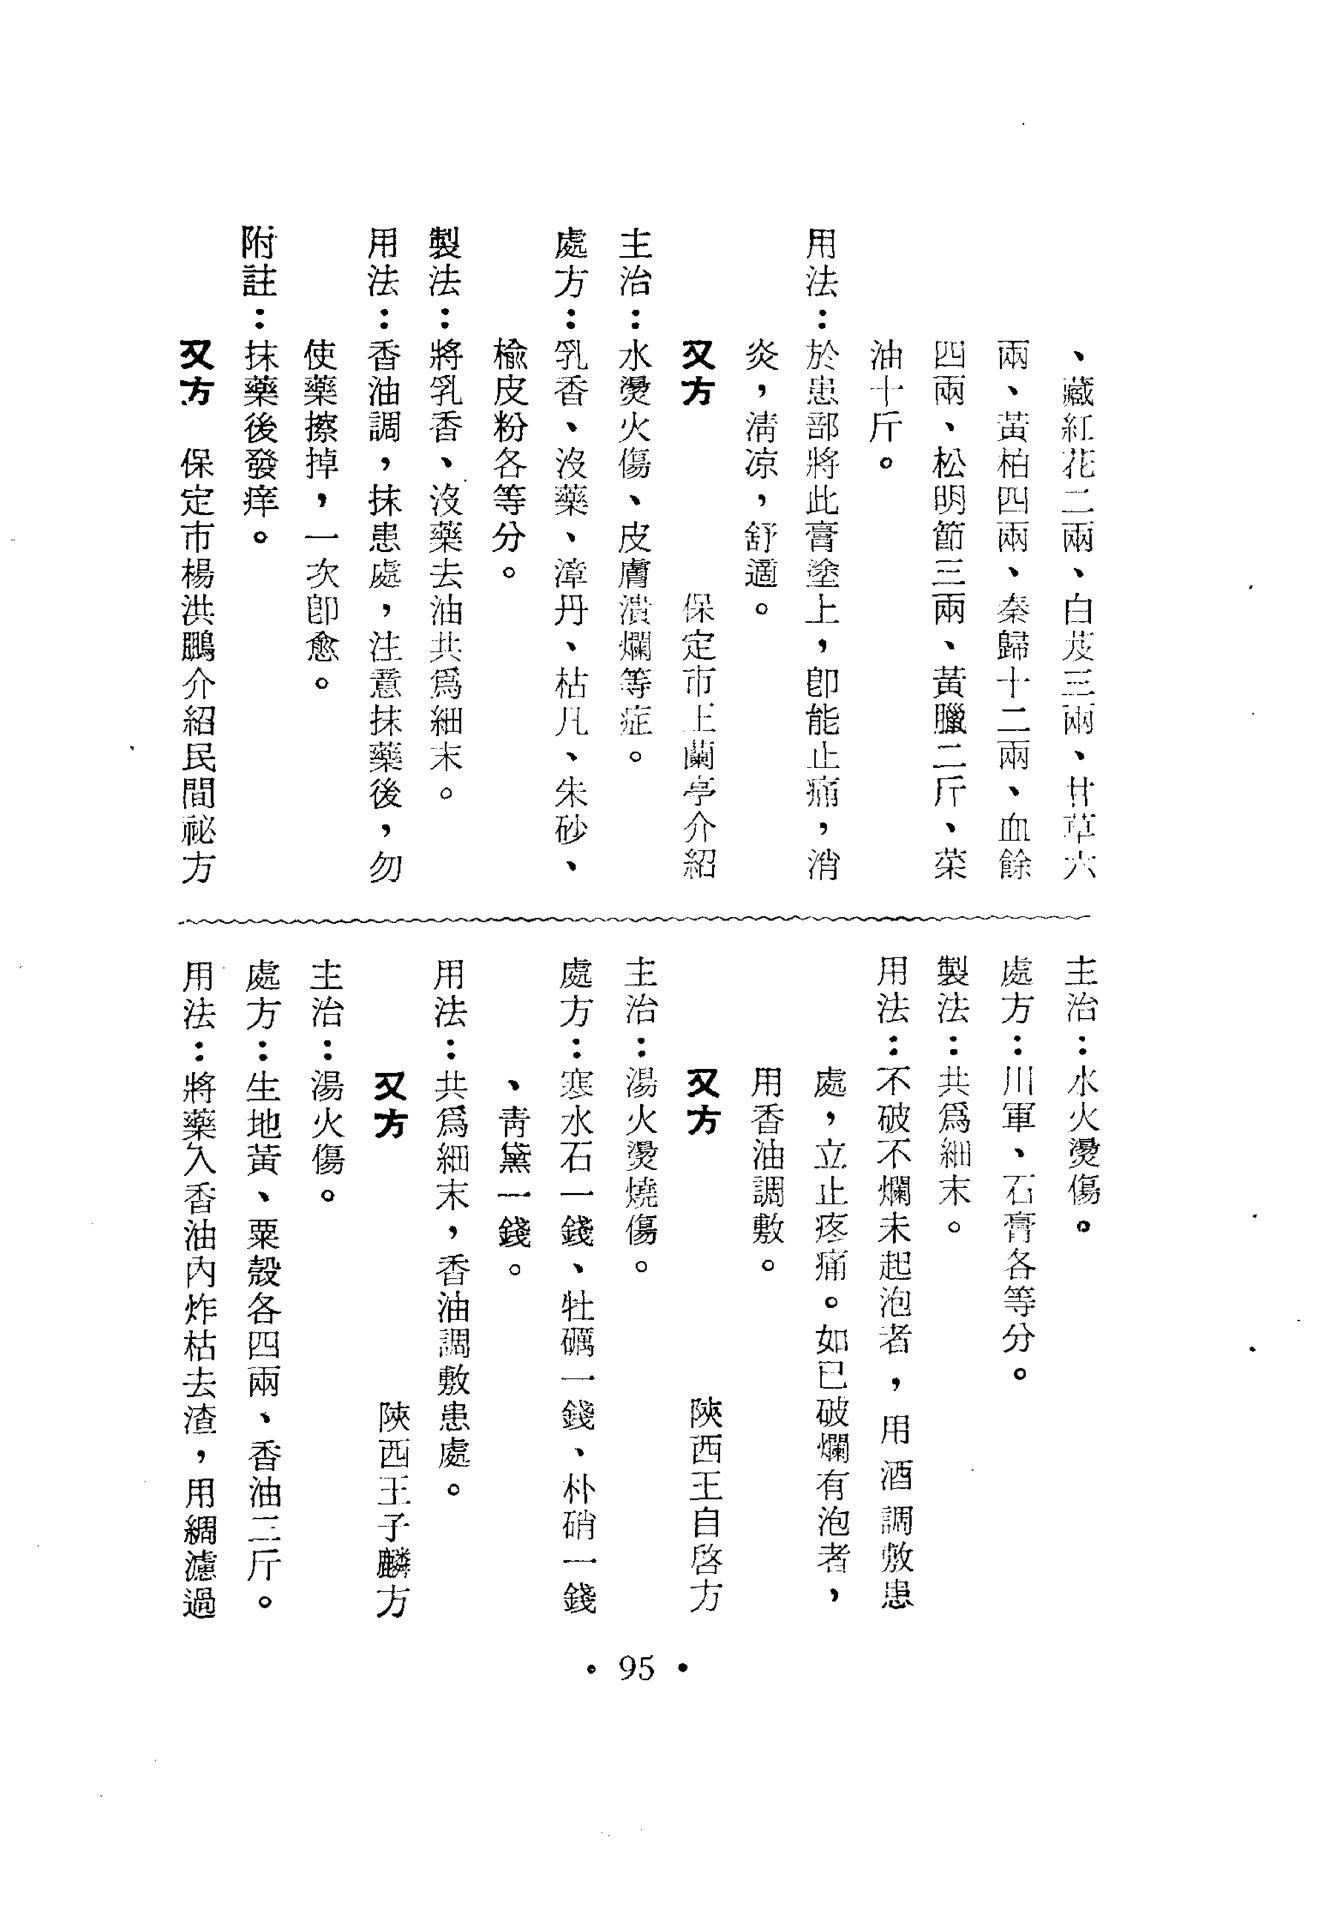 、藏紅花二兩、白芨三兩、甘草六
兩、黃柏四兩、秦歸十二兩、血餘
四兩、松明節三兩、黃臘二斤、菜
油十斤。
用法：於患部將此膏塗上，卽能止痛，消
炎，淸凉，舒適。
又方　保定市王蘭亭介紹
主治：水燙火傷、皮膚潰爛等症。
處方：乳香、沒藥、漳丹、枯凡、朱砂、
楡皮粉各等分。
製法：將乳香、沒藥去油共爲細末。
用法：香油調，抹患處，注意抹藥後，勿
使藥擦掉，一次卽愈。
附註：抹藥後發痒。
又方　保定市楊洪鵬介紹民間祕方
主治：水火燙傷。
處方：川軍、石膏各等分。
製法：共爲細末。
用法：不破不爛未起泡者，用酒調敷患
處，立止疼痛。如已破爛有泡者，
用香油調敷。
又方　陝西王自啓方
主治：湯火燙燒傷。
處方：寒水石一錢、牡礪一錢、朴硝一錢
、靑黛一錢。
用法：共爲細末，香油調敷患處。
又方　陝西王子麟方
主治：湯火傷。
處方：生地黃、粟殼各四兩、香油三斤。
用法：將藥入香油內炸枯去渣，用綢濾過
• 95 •